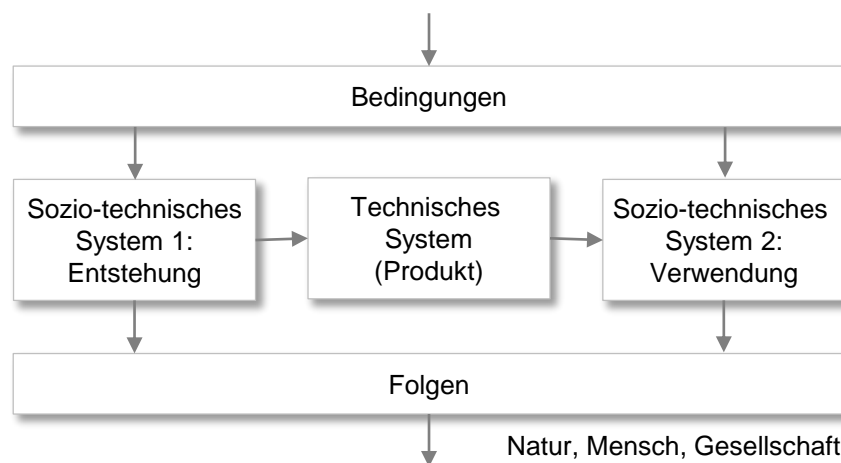 Bedingungen
Sozio-technisches
System 1:
Entstehung
Technisches
System
(Produkt)
Sozio-technisches
System 2:
Verwendung
Folgen
Natur, Mensch, Gesellschaft